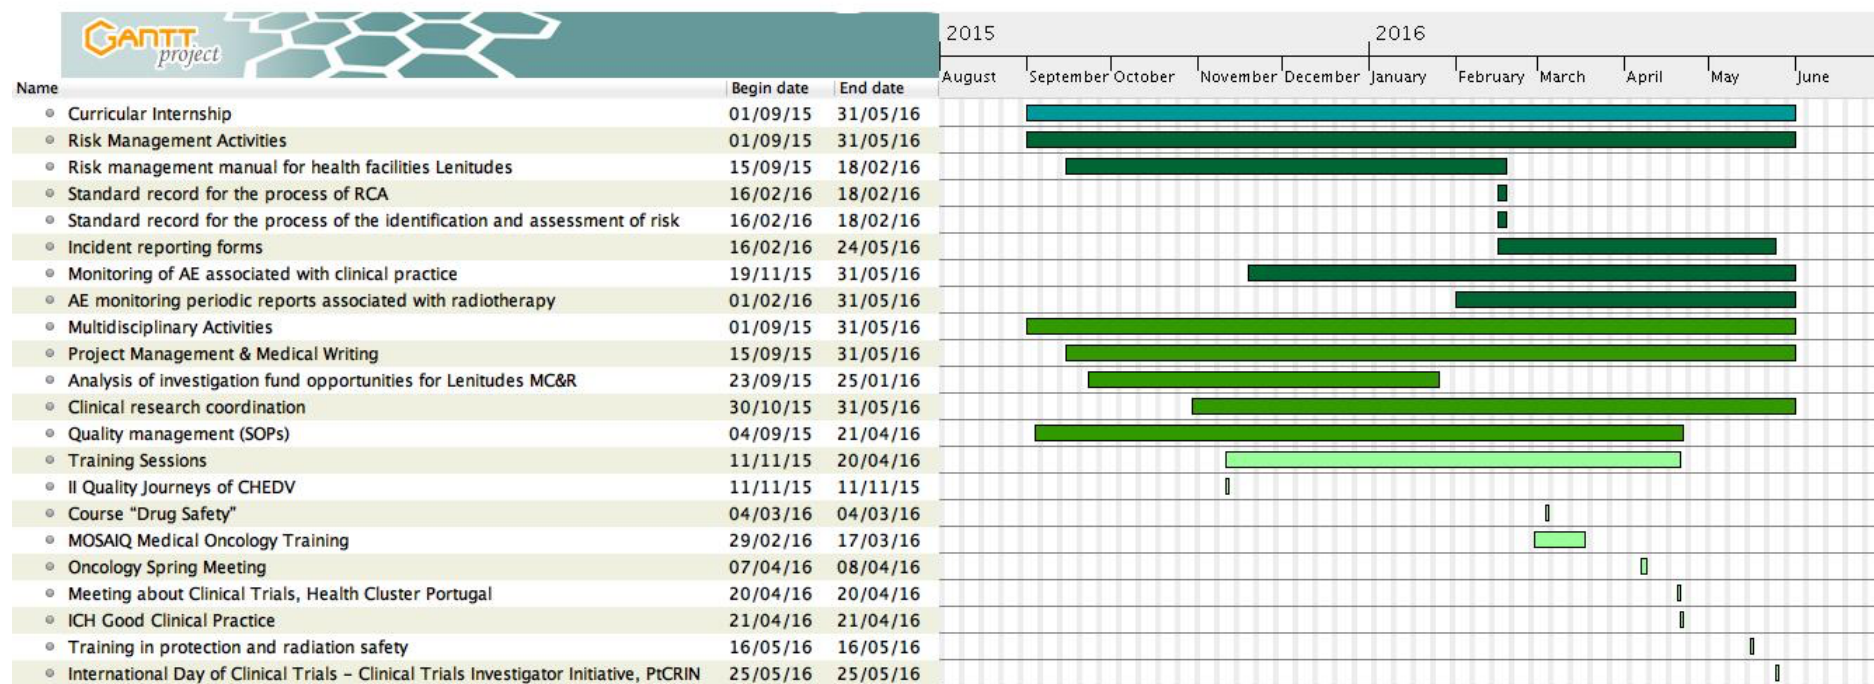 GANTT
project
2015 2016
August September October November December January February March April May June
Name Begin date End date
Curricular Internship 01/09/15 31/05/16
Risk Management Activities 01/09/15 31/05/16
Risk management manual for health facilities Lenitudes 15/09/15 18/02/16
Standard record for the process of RCA 16/02/16 18/02/16
Standard record for the process of the identification and assessment of risk 16/02/16 18/02/16
Incident reporting forms 16/02/16 24/05/16
Monitoring of AE associated with clinical practice 19/11/15 31/05/16
AE monitoring periodic reports associated with radiotherapy 01/02/16 31/05/16
Multidisciplinary Activities 01/09/15 31/05/16
Project Management & Medical Writing 15/09/15 31/05/16
Analysis of investigation fund opportunities for Lenitudes MC&R 23/09/15 25/01/16
Clinical research coordination 30/10/15 31/05/16
Quality management (SOPs) 04/09/15 21/04/16
Training Sessions 11/11/15 20/04/16
II Quality Journeys of CHEDV 11/11/15 11/11/15
Course “Drug Safety” 04/03/16 04/03/16
MOSAIQ Medical Oncology Training 29/02/16 17/03/16
Oncology Spring Meeting 07/04/16 08/04/16
Meeting about Clinical Trials, Health Cluster Portugal 20/04/16 20/04/16
ICH Good Clinical Practice 21/04/16 21/04/16
Training in protection and radiation safety 16/05/16 16/05/16
International Day of Clinical Trials – Clinical Trials Investigator Initiative, PtCRIN 25/05/16 25/05/16